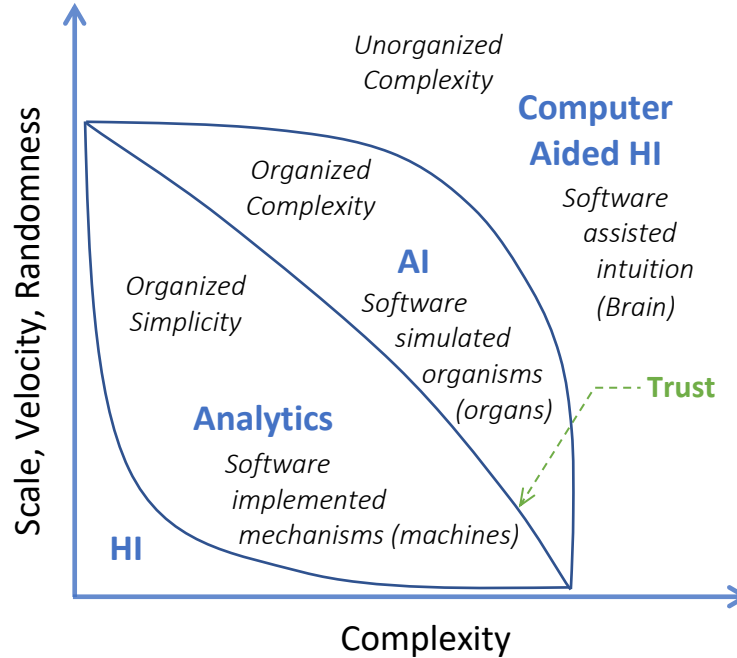 Scale, Velocity, Randomness
Unorganized
Complexity
Computer
Aided HI
Software
assisted
intuition
(Brain)
Organized
Complexity
AI
Software
simulated
organisms
(organs)
Trust
Organized
Simplicity
Analytics
Software
implemented
mechanisms (machines)
HI
Complexity